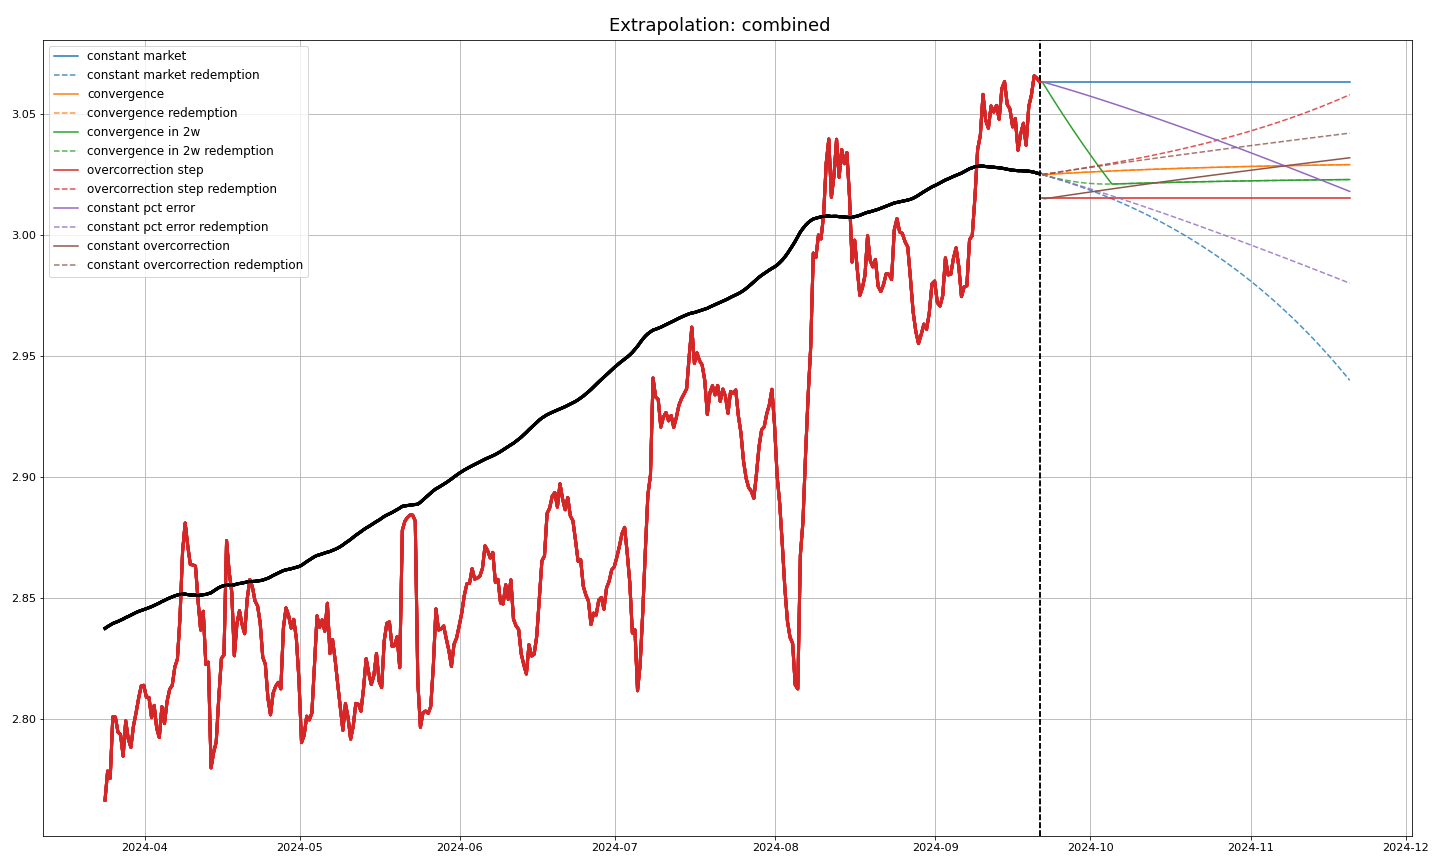 Extrapolation: combined
constant market
constant market redemption
convergence
convergence redemption
convergence in 2w
convergence in 2w redemption
overcorrection step
overcorrection step redemption
constant pct error
constant pct error redemption
constant overcorrection
constant overcorrection redemption
3.05
3.00
2.95
2.90
2.85
2.80
2024-04
2024-05
2024-06
2024-07
2024-08
2024-09
2024-10
2024-11
2024-12